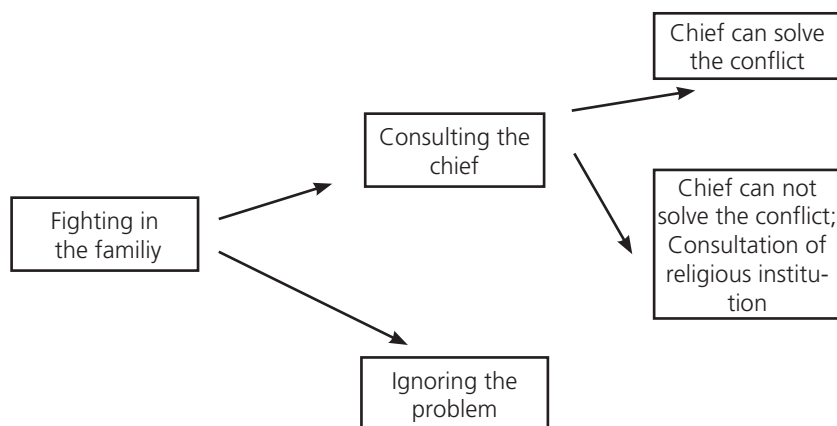 Chief can solve
the conflict
Consulting the
chief
Chief can not
solve the conflict;
Consultation of
religious institu-
tion
Fighting in
the familiy
Ignoring the
problem